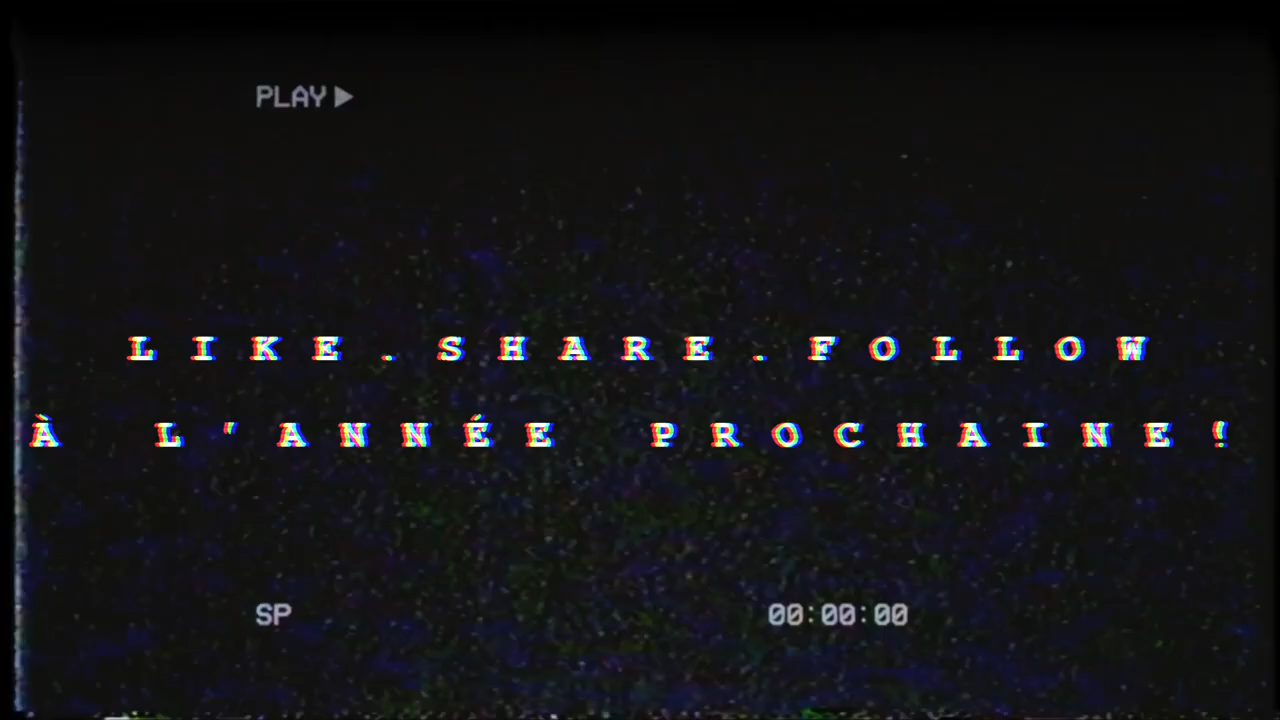 PLAY▶
LIKE.SHARE.FOLLOW
À L'ANNÉE PROCHAINE!
SP
00:00:00